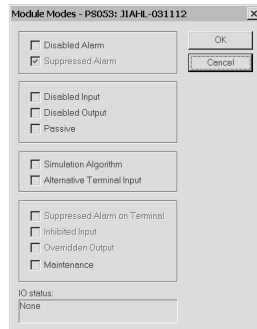 Module Modes - PS053: JIAHL-031112
Disabled Alarm
Suppressed Alarm
OK
Cancel
Disabled Input
Disabled Output
Passive
Simulation Algorithm
Alternative Terminal Input
Suppressed Alarm on Terminal
Inhibited Input
Overridden Output
Maintenance
IO status:
None